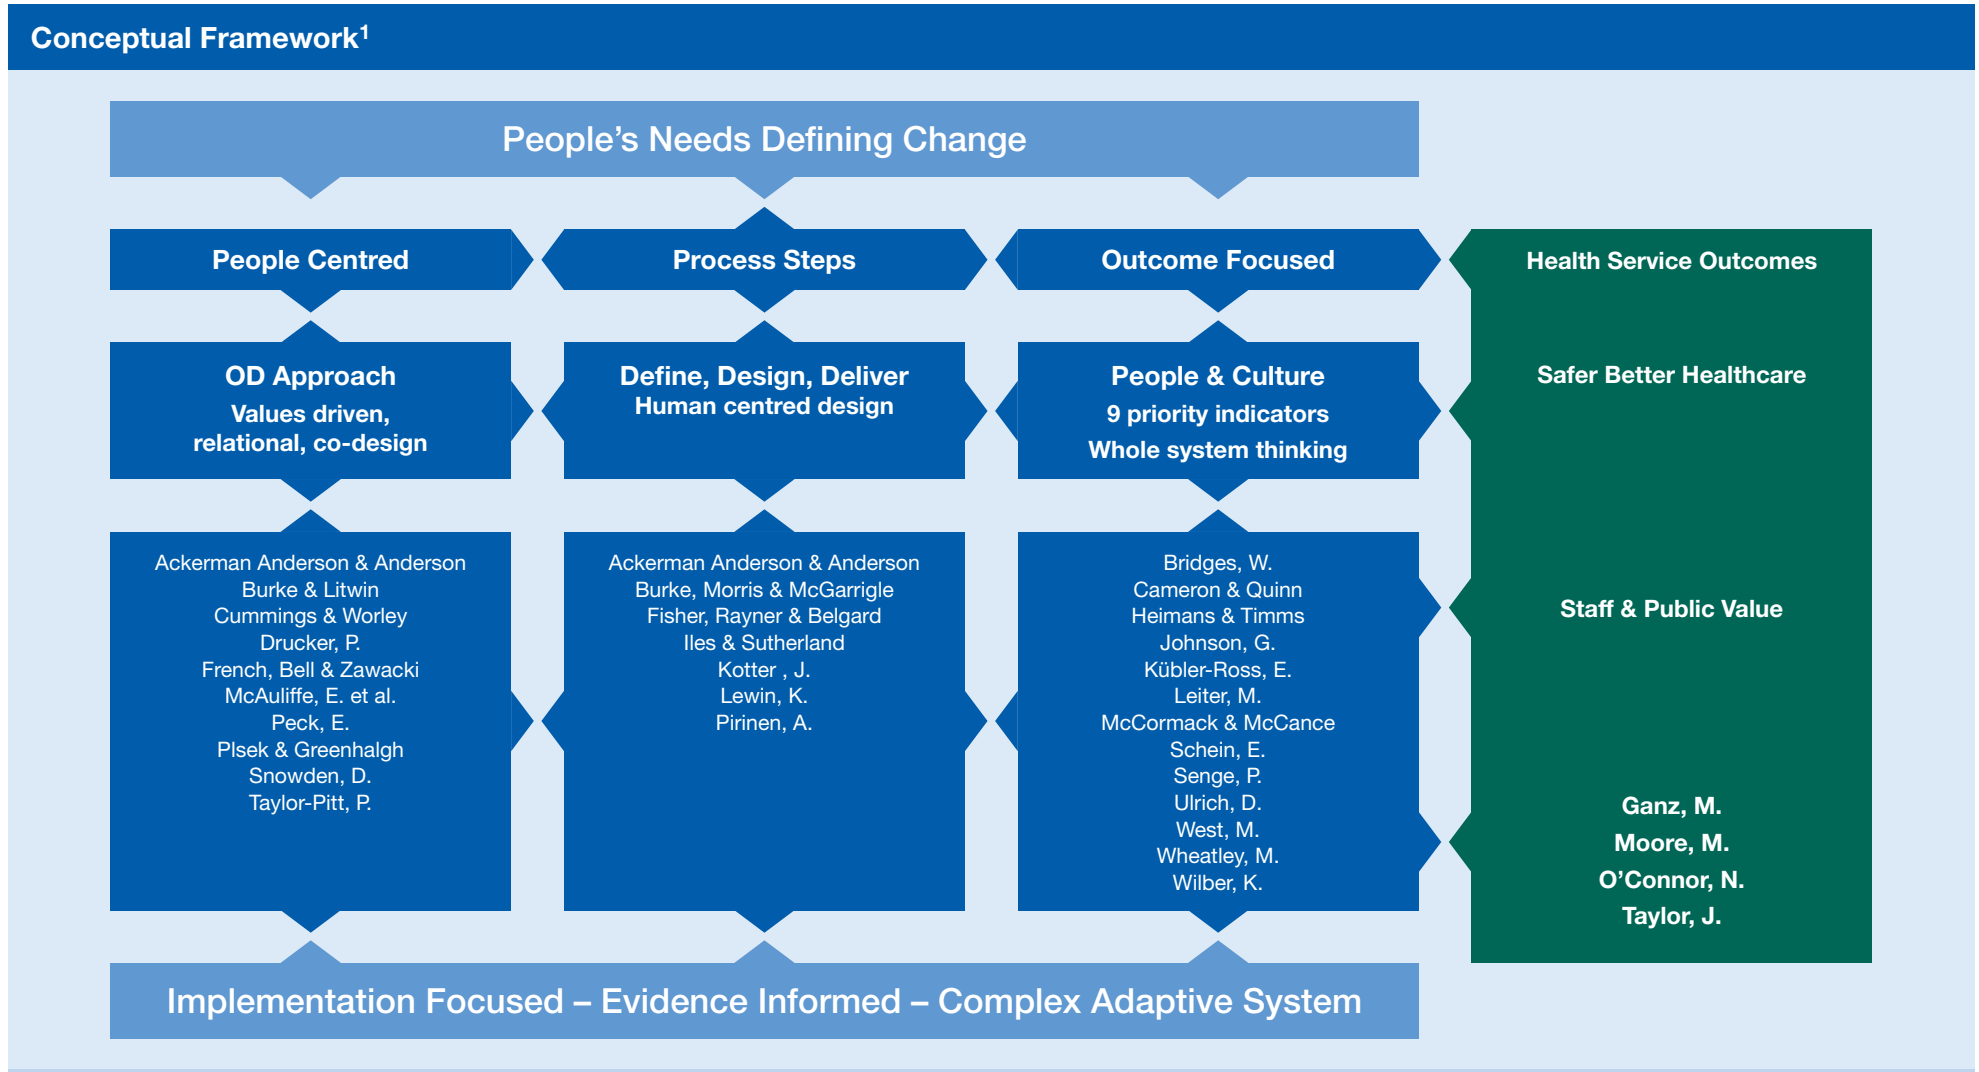 Conceptual Framework1
People’s Needs Defining Change
People Centred
Process Steps
Outcome Focused
Health Service Outcomes
OD Approach
Values driven,
relational, co-design
Define, Design, Deliver
Human centred design
People & Culture
9 priority indicators
Whole system thinking
Safer Better Healthcare
Ackerman Anderson & Anderson
Burke & Litwin
Cummings & Worley
Drucker, P.
French, Bell & Zawacki
McAuliffe, E. et al.
Peck, E.
Plsek & Greenhalgh
Snowden, D.
Taylor-Pitt, P.
Ackerman Anderson & Anderson
Burke, Morris & McGarrigle
Fisher, Rayner & Belgard
Iles & Sutherland
Kotter , J.
Lewin, K.
Pirinen, A.
Bridges, W.
Cameron & Quinn
Heimans & Timms
Johnson, G.
Kübler-Ross, E.
Leiter, M.
McCormack & McCance
Schein, E.
Senge, P.
Ulrich, D.
West, M.
Wheatley, M.
Wilber, K.
Staff & Public Value
Ganz, M.
Moore, M.
O’Connor, N.
Taylor, J.
Implementation Focused – Evidence Informed – Complex Adaptive System